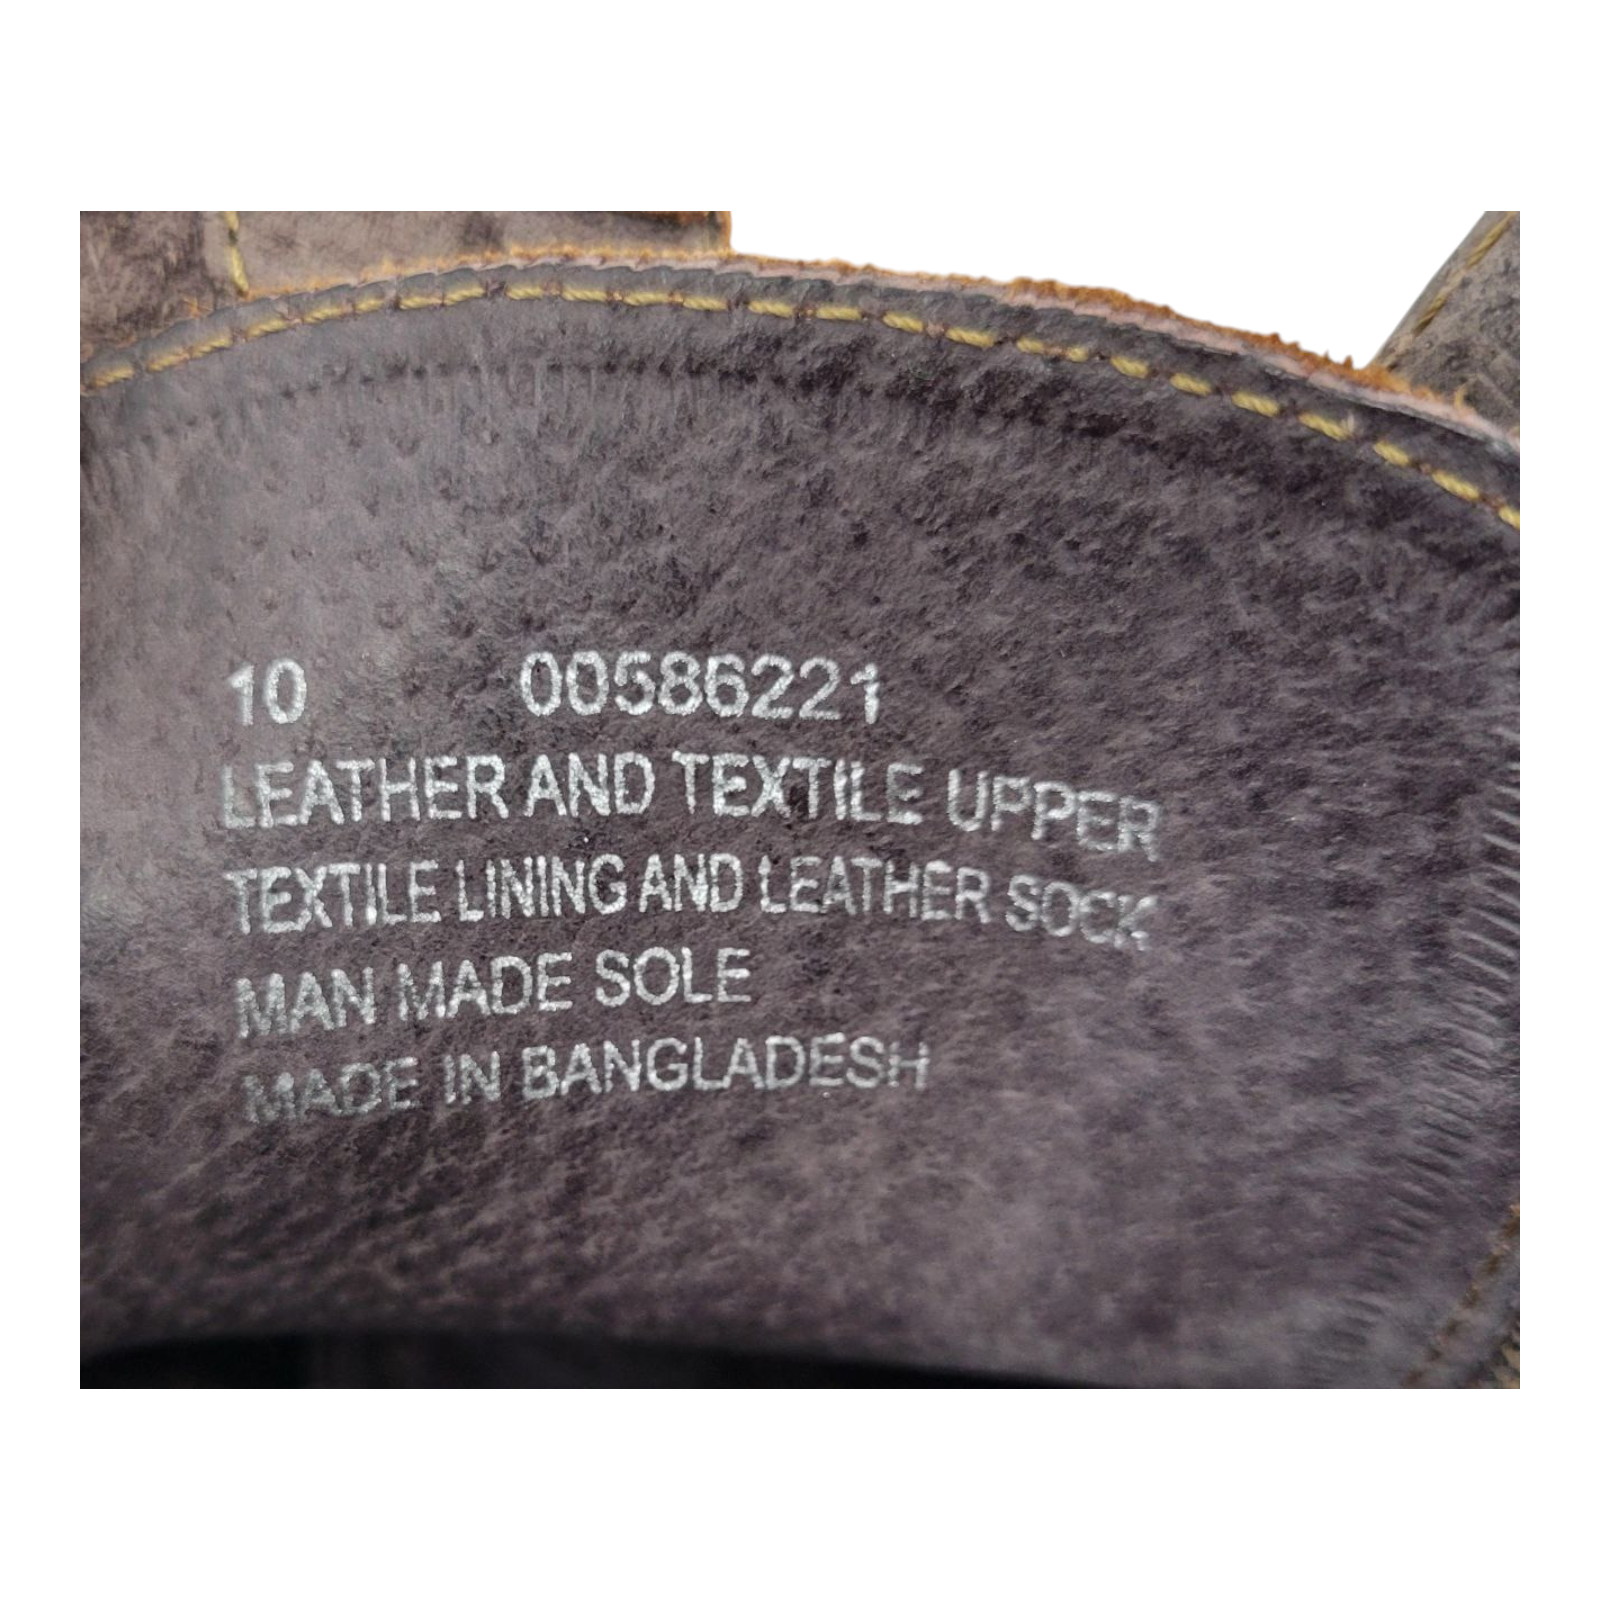 10 00586221
LEATHER AND TEXTILE UPPER
TEXTILE LINING AND LEATHER SOCK
MAN MADE SOLE
MADE IN BANGLADESH